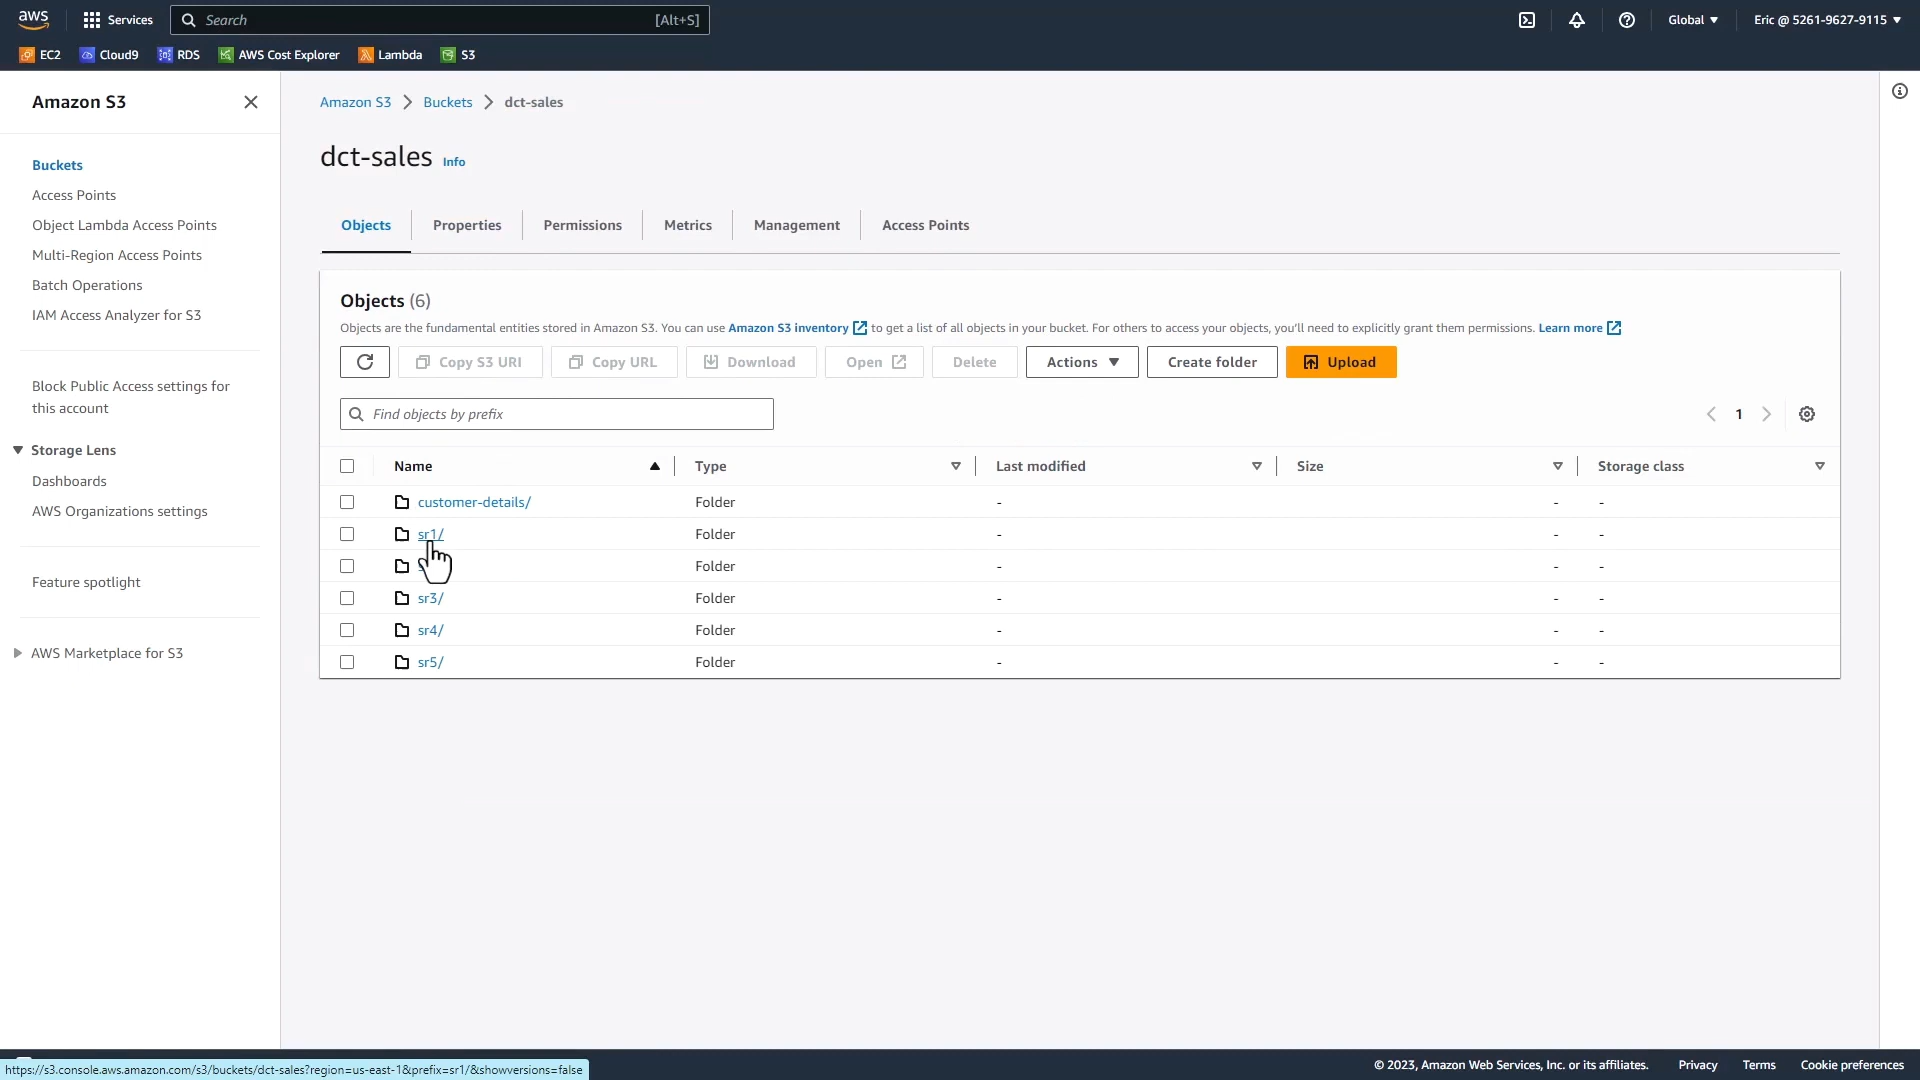 aws
Services
Search [Alt+S]
Global
Eric @ 5261-9627-9115
EC2
Cloud9
RDS
AWS Cost Explorer
Lambda
S3
Amazon S3
Buckets
Access Points
Object Lambda Access Points
Multi-Region Access Points
Batch Operations
IAM Access Analyzer for S3
Block Public Access settings for
this account
Storage Lens
Dashboards
AWS Organizations settings
Feature spotlight
AWS Marketplace for S3
Amazon S3 > Buckets > dct-sales
dct-sales Info
Objects Properties Permissions Metrics Management Access Points
Objects (6)
Objects are the fundamental entities stored in Amazon S3. You can use Amazon S3 inventory to get a list of all objects in your bucket. For others to access your objects, you'll need to explicitly grant them permissions. Learn more
Copy S3 URI Copy URL Download Open Delete Actions Create folder Upload
Find objects by prefix
1
Name Type Last modified Size Storage class
customer-details/ Folder - - -
sr1/ Folder - - -
Folder - - -
sr3/ Folder - - -
sr4/ Folder - - -
sr5/ Folder - - -
https://s3.console.aws.amazon.com/s3/buckets/dct-sales?region=us-east-1&prefix=sr1/&showversions=false
© 2023, Amazon Web Services, Inc. or its affiliates. Privacy Terms Cookie preferences